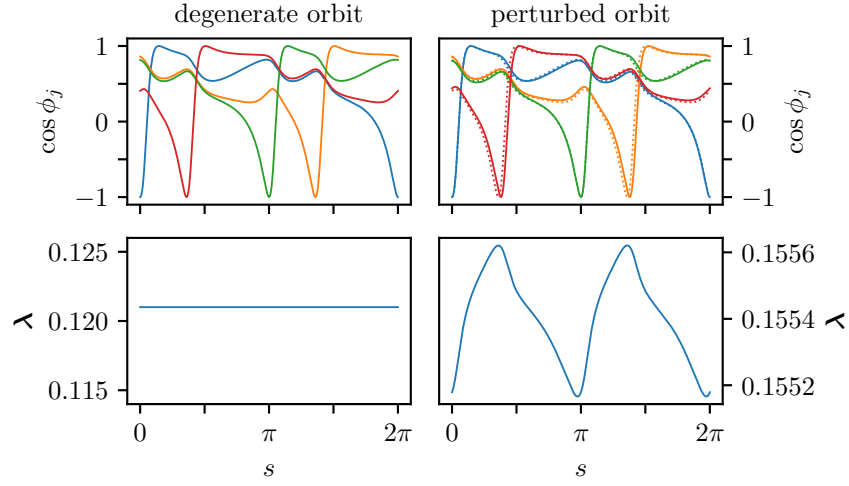 degenerate orbit
perturbed orbit
cos ϕj
1
0
−1
1
0
−1
cos ϕj
λ
0.125
0.120
0.115
0.1556
0.1554
0.1552
λ
0 π 2π
0 π 2π
s
s